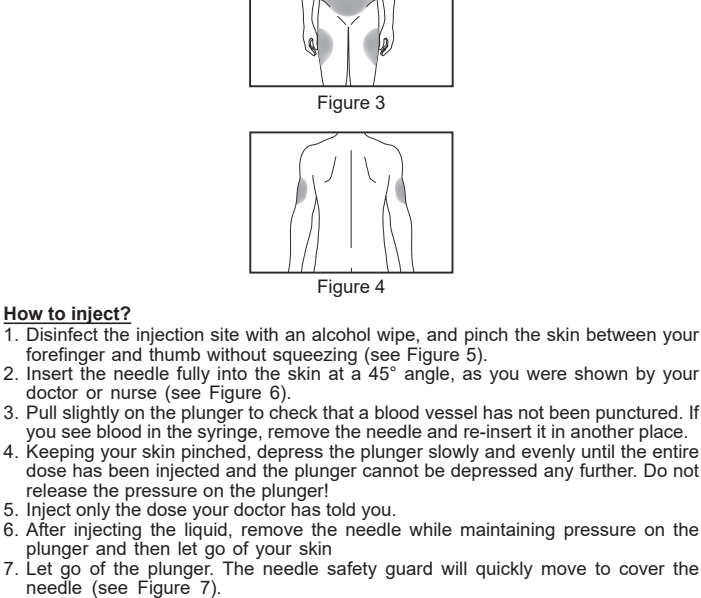 Figure 3
Figure 4
How to inject?
1. Disinfect the injection site with an alcohol wipe, and pinch the skin between your
forefinger and thumb without squeezing (see Figure 5).
2. Insert the needle fully into the skin at a 45° angle, as you were shown by your
doctor or nurse (see Figure 6).
3. Pull slightly on the plunger to check that a blood vessel has not been punctured. If
you see blood in the syringe, remove the needle and re-insert it in another place.
4. Keeping your skin pinched, depress the plunger slowly and evenly until the entire
dose has been injected and the plunger cannot be depressed any further. Do not
release the pressure on the plunger!
5. Inject only the dose your doctor has told you.
6. After injecting the liquid, remove the needle while maintaining pressure on the
plunger and then let go of your skin
7. Let go of the plunger. The needle safety guard will quickly move to cover the
needle (see Figure 7).